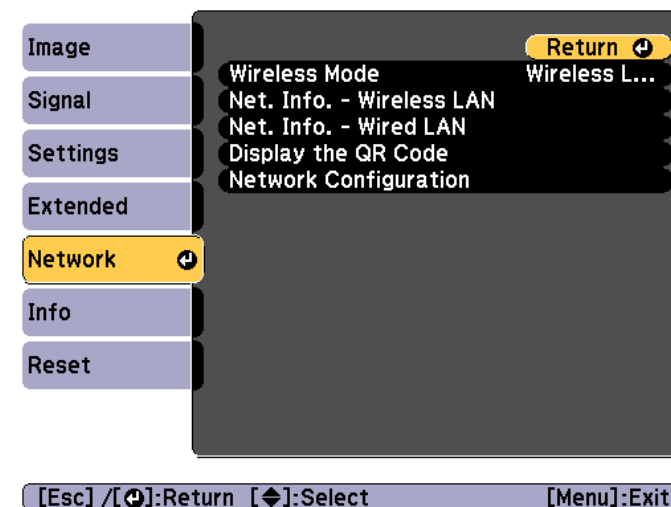 Image
Signal
Settings
Extended
Network
Info
Reset
Return
Wireless Mode Wireless L...
Net. Info. - Wireless LAN
Net. Info. - Wired LAN
Display the QR Code
Network Configuration
[Esc] /[⏎]:Return [◆]:Select [Menu]:Exit